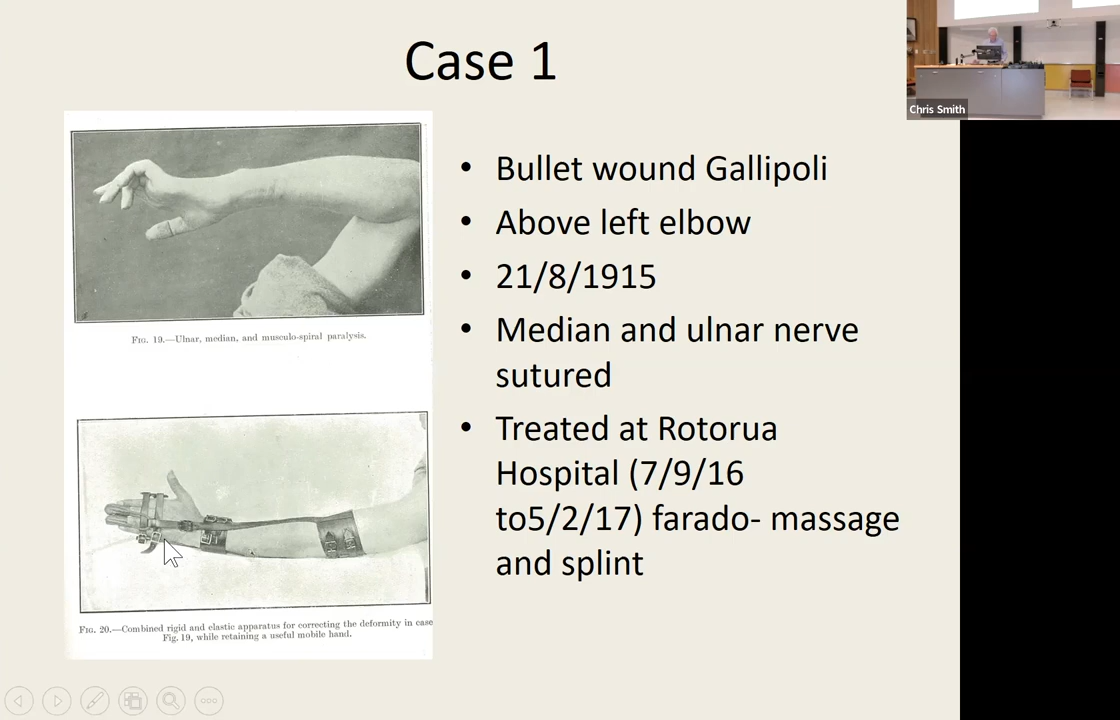 Case 1
Chris Smith
• Bullet wound Gallipoli
• Above left elbow
• 21/8/1915
• Median and ulnar nerve
sutured
• Treated at Rotorua
Hospital (7/9/16
to5/2/17) farado- massage
and splint
FIG. 19.—Ulnar, median, and musculo-spiral paralysis.
FIG. 20.—Combined rigid and elastic apparatus for correcting the deformity in case
Fig. 19, while retaining a useful mobile hand.